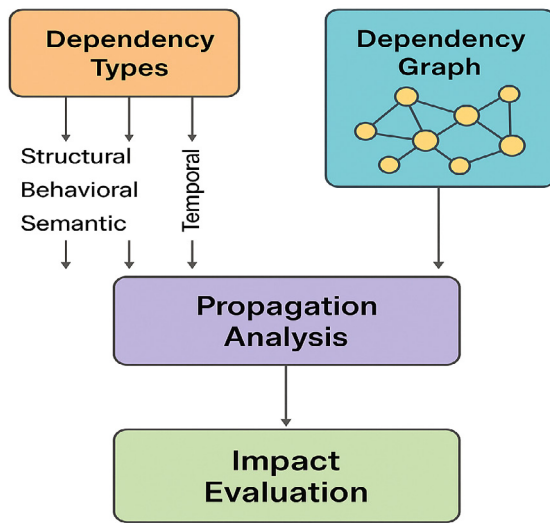 Dependency
Types
Dependency
Graph
Structural
Behavioral
Semantic
Temporal
Propagation
Analysis
Impact
Evaluation